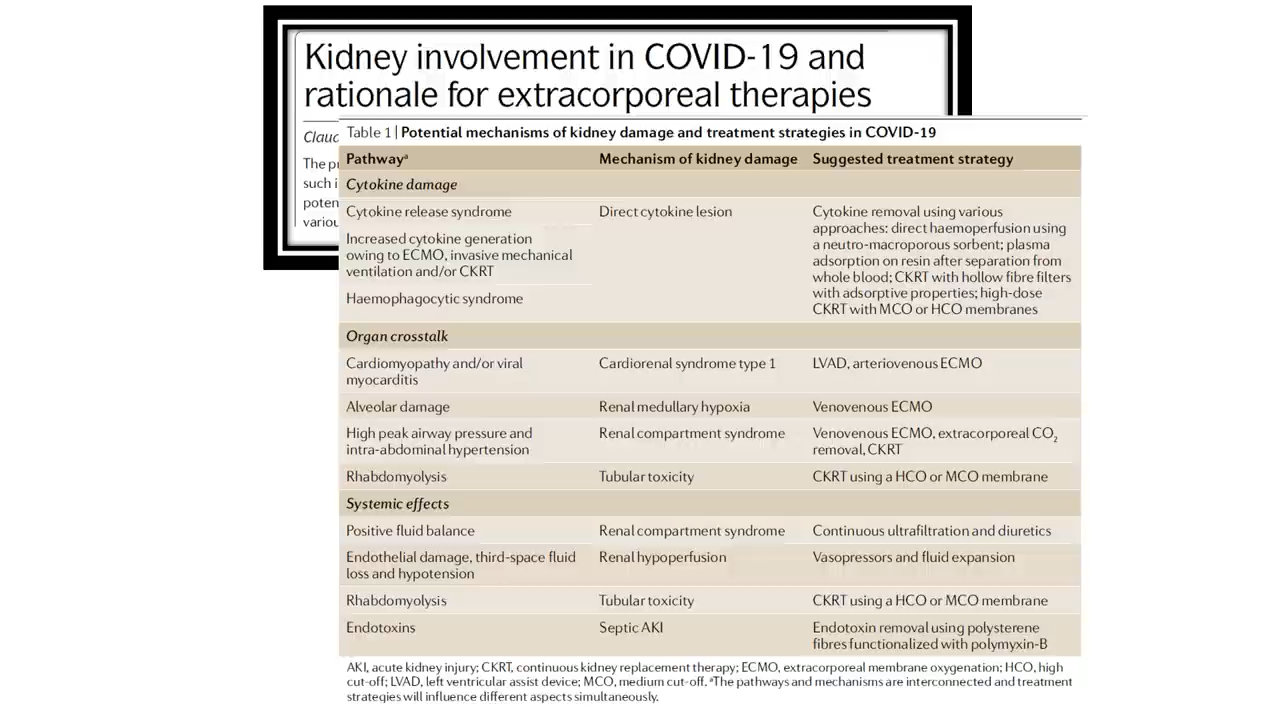 Kidney involvement in COVID-19 and
rationale for extracorporeal therapies
Table 1 | Potential mechanisms of kidney damage and treatment strategies in COVID-19
Pathwayᵃ Mechanism of kidney damage Suggested treatment strategy
Cytokine damage
Cytokine release syndrome Direct cytokine lesion Cytokine removal using various
approaches: direct haemoperfusion using
a neutro-macroporous sorbent; plasma
adsorption on resin after separation from
whole blood; CKRT with hollow fibre filters
with adsorptive properties; high-dose
CKRT with MCO or HCO membranes
Increased cytokine generation
owing to ECMO, invasive mechanical
ventilation and/or CKRT
Haemophagocytic syndrome
Organ crosstalk
Cardiomyopathy and/or viral
myocarditis
Cardiorenal syndrome type 1 LVAD, arteriovenous ECMO
Alveolar damage Renal medullary hypoxia Venovenous ECMO
High peak airway pressure and
intra-abdominal hypertension
Renal compartment syndrome Venovenous ECMO, extracorporeal CO₂
removal, CKRT
Rhabdomyolysis Tubular toxicity CKRT using a HCO or MCO membrane
Systemic effects
Positive fluid balance Renal compartment syndrome Continuous ultrafiltration and diuretics
Endothelial damage, third-space fluid
loss and hypotension
Renal hypoperfusion Vasopressors and fluid expansion
Rhabdomyolysis Tubular toxicity CKRT using a HCO or MCO membrane
Endotoxins Septic AKI Endotoxin removal using polysterene
fibres functionalized with polymyxin-B
AKI, acute kidney injury; CKRT, continuous kidney replacement therapy; ECMO, extracorporeal membrane oxygenation; HCO, high
cut-off; LVAD, left ventricular assist device; MCO, medium cut-off. ᵃThe pathways and mechanisms are interconnected and treatment
strategies will influence different aspects simultaneously.